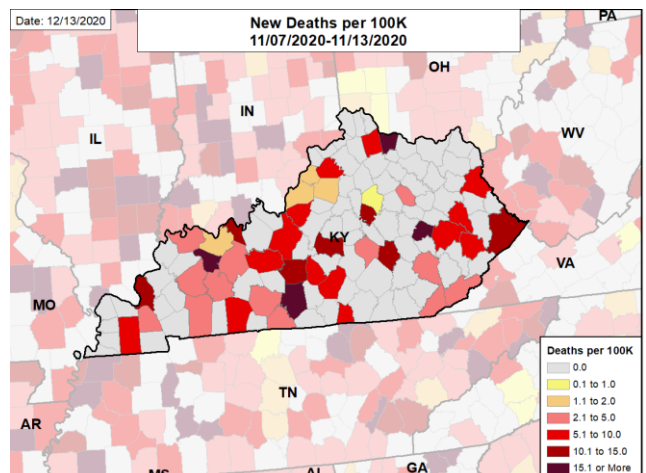 Date: 12/13/2020
New Deaths per 100K
11/07/2020-11/13/2020
PA
OH
IN
IL
WV
KY
VA
MO
TN
AR
MS
AL
GA
Deaths per 100K
0.0
0.1 to 1.0
1.1 to 2.0
2.1 to 5.0
5.1 to 10.0
10.1 to 15.0
15.1 or More